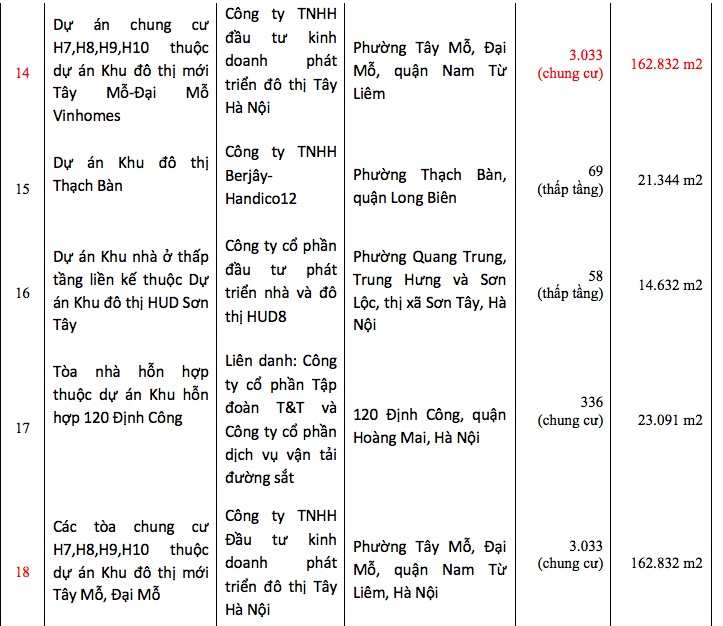 14
Dự án chung cư
H7,H8,H9,H10 thuộc
dự án Khu đô thị mới
Tây Mỗ-Đại Mỗ
Vinhomes
Công ty TNHH
đầu tư kinh
doanh phát
triển đô thị Tây
Hà Nội
Phường Tây Mỗ, Đại
Mỗ, quận Nam Từ
Liêm
3.033
(chung cư)
162.832 m2
15
Dự án Khu đô thị
Thạch Bàn
Công ty TNHH
Berjây-
Handico12
Phường Thạch Bàn,
quận Long Biên
69
(thấp tầng)
21.344 m2
16
Dự án Khu nhà ở thấp
tầng liền kế thuộc Dự
án Khu đô thị HUD Sơn
Tây
Công ty cổ phần
đầu tư phát
triển nhà và đô
thị HUD8
Phường Quang Trung,
Trung Hưng và Sơn
Lộc, thị xã Sơn Tây, Hà
Nội
58
(thấp tầng)
14.632 m2
17
Tòa nhà hỗn hợp
thuộc dự án Khu hỗn
hợp 120 Định Công
Liên danh: Công
ty cổ phần Tập
đoàn T&T và
Công ty cổ phần
dịch vụ vận tải
đường sắt
120 Định Công, quận
Hoàng Mai, Hà Nội
336
(chung cư)
23.091 m2
18
Các tòa chung cư
H7,H8,H9,H10 thuộc
dự án Khu đô thị mới
Tây Mỗ, Đại Mỗ
Công ty TNHH
Đầu tư kinh
doanh phát
triển đô thị Tây
Hà Nội
Phường Tây Mỗ, Đại
Mỗ, quận Nam Từ
Liêm, Hà Nội
3.033
(chung cư)
162.832 m2